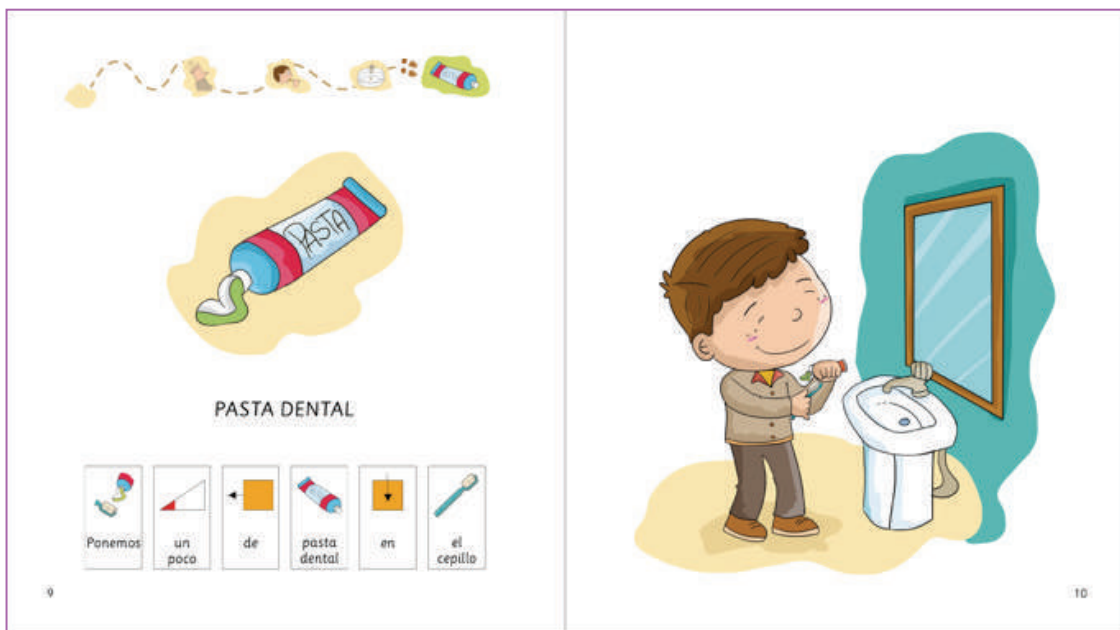 PASTA
PASTA DENTAL
Ponemos
un
poco
de
pasta
dental
en
el
cepillo
9
10